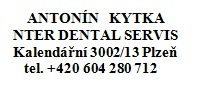 ANTONÍN KYTKA
NTER DENTAL SERVIS
Kalendářní 3002/13 Plzeň
tel. +420 604 280 712